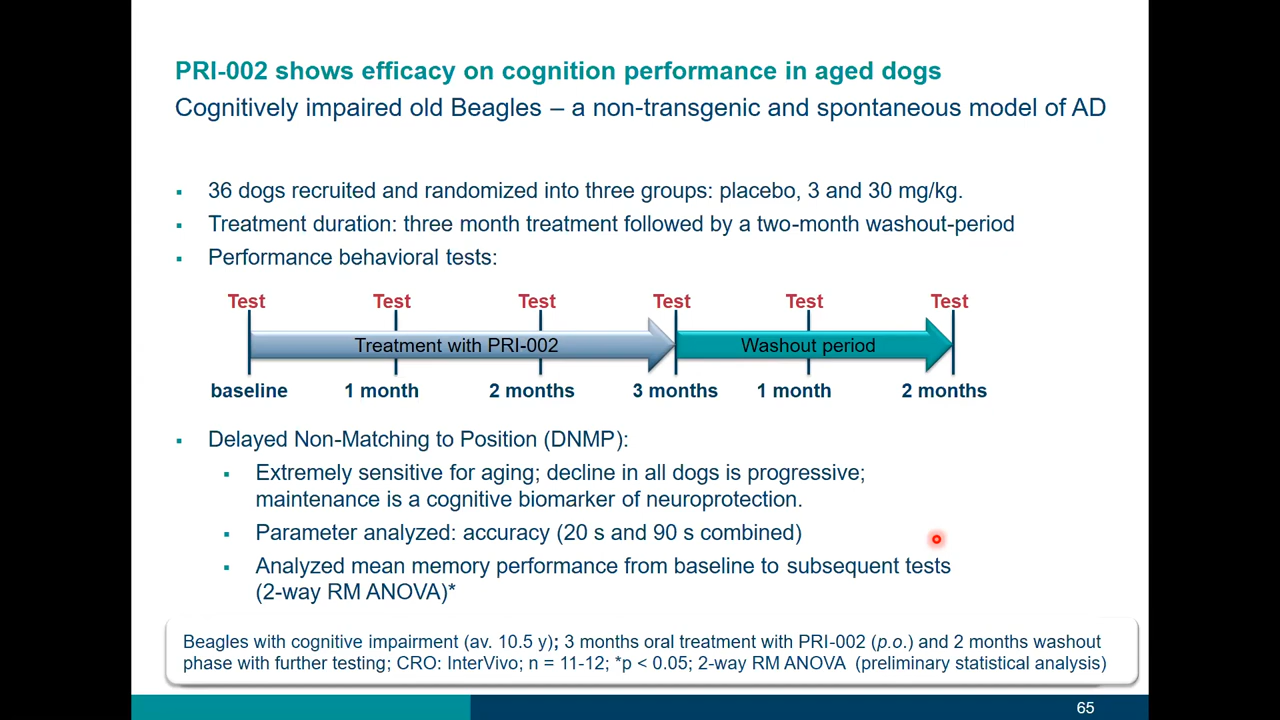 PRI-002 shows efficacy on cognition performance in aged dogs
Cognitively impaired old Beagles – a non-transgenic and spontaneous model of AD
▪ 36 dogs recruited and randomized into three groups: placebo, 3 and 30 mg/kg.
▪ Treatment duration: three month treatment followed by a two-month washout-period
▪ Performance behavioral tests:
Test Test Test Test Test Test
Treatment with PRI-002 Washout period
baseline 1 month 2 months 3 months 1 month 2 months
▪ Delayed Non-Matching to Position (DNMP):
▪ Extremely sensitive for aging; decline in all dogs is progressive;
maintenance is a cognitive biomarker of neuroprotection.
▪ Parameter analyzed: accuracy (20 s and 90 s combined)
▪ Analyzed mean memory performance from baseline to subsequent tests
(2-way RM ANOVA)*
Beagles with cognitive impairment (av. 10.5 y); 3 months oral treatment with PRI-002 (p.o.) and 2 months washout
phase with further testing; CRO: InterVivo; n = 11-12; *p < 0.05; 2-way RM ANOVA (preliminary statistical analysis)
65